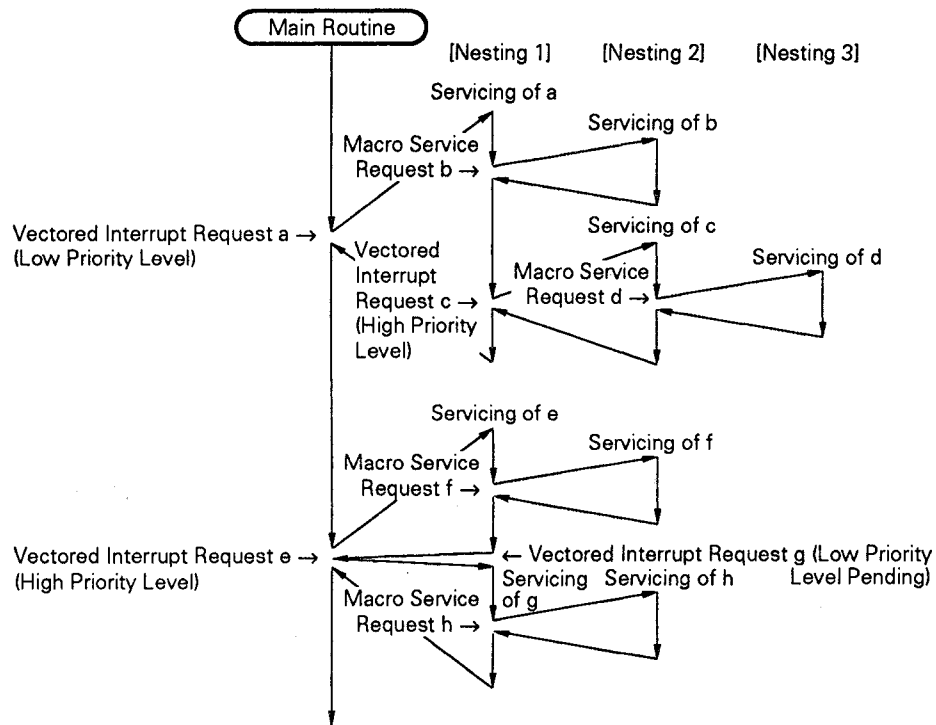 Main Routine
[Nesting 1] [Nesting 2] [Nesting 3]
Servicing of a
Servicing of b
Macro Service
Request b →
Vectored Interrupt Request a →
(Low Priority Level)
Servicing of c
Vectored
Interrupt
Request c →
(High Priority
Level)
Macro Service
Request d →
Servicing of d
Servicing of e
Servicing of f
Macro Service
Request f →
Vectored Interrupt Request e →
(High Priority Level)
← Vectored Interrupt Request g (Low Priority
Level Pending)
Servicing
of g
Servicing of h
Macro Service
Request h →